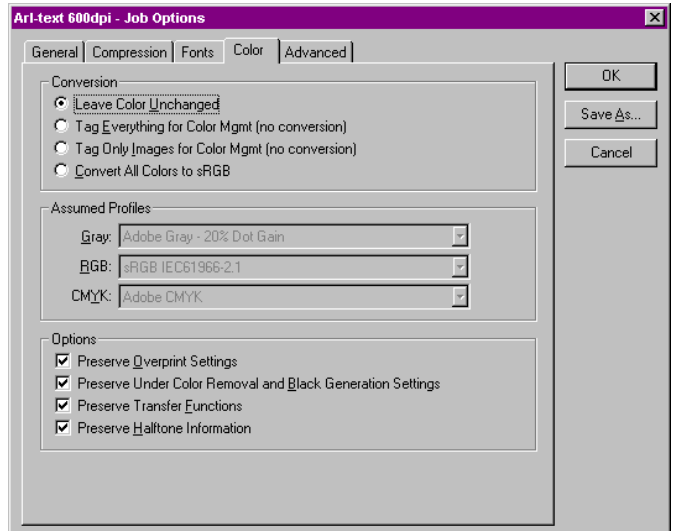 Arl-text 600dpi - Job Options
General Compression Fonts Color Advanced
Conversion
Leave Color Unchanged
Tag Everything for Color Mgmt (no conversion)
Tag Only Images for Color Mgmt (no conversion)
Convert All Colors to sRGB
Assumed Profiles
Gray: Adobe Gray - 20% Dot Gain
RGB: sRGB IEC61966-2.1
CMYK: Adobe CMYK
Options
Preserve Overprint Settings
Preserve Under Color Removal and Black Generation Settings
Preserve Transfer Functions
Preserve Halftone Information
OK
Save As...
Cancel